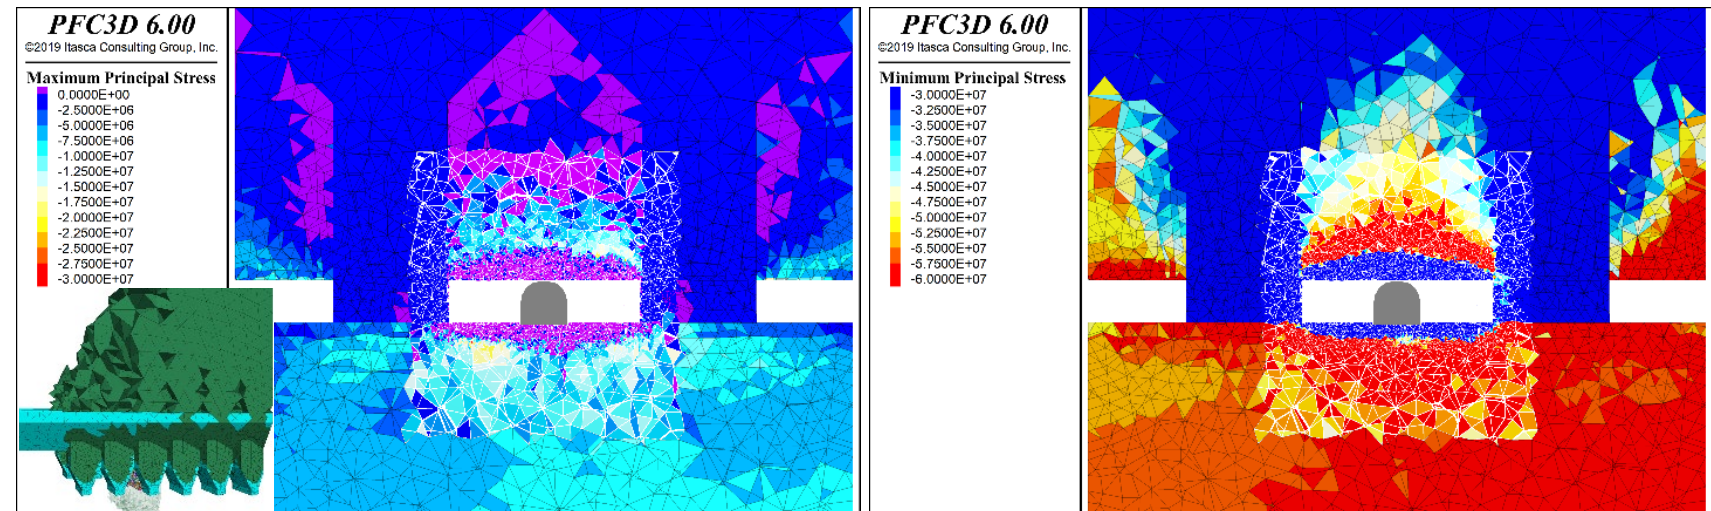 PFC3D 6.00
©2019 Itasca Consulting Group, Inc.
Maximum Principal Stress
0.0000E+00
-2.5000E+06
-5.0000E+06
-7.5000E+06
-1.0000E+07
-1.2500E+07
-1.5000E+07
-1.7500E+07
-2.0000E+07
-2.2500E+07
-2.5000E+07
-2.7500E+07
-3.0000E+07
PFC3D 6.00
©2019 Itasca Consulting Group, Inc.
Minimum Principal Stress
-3.0000E+07
-3.2500E+07
-3.5000E+07
-3.7500E+07
-4.0000E+07
-4.2500E+07
-4.5000E+07
-4.7500E+07
-5.0000E+07
-5.2500E+07
-5.5000E+07
-5.7500E+07
-6.0000E+07